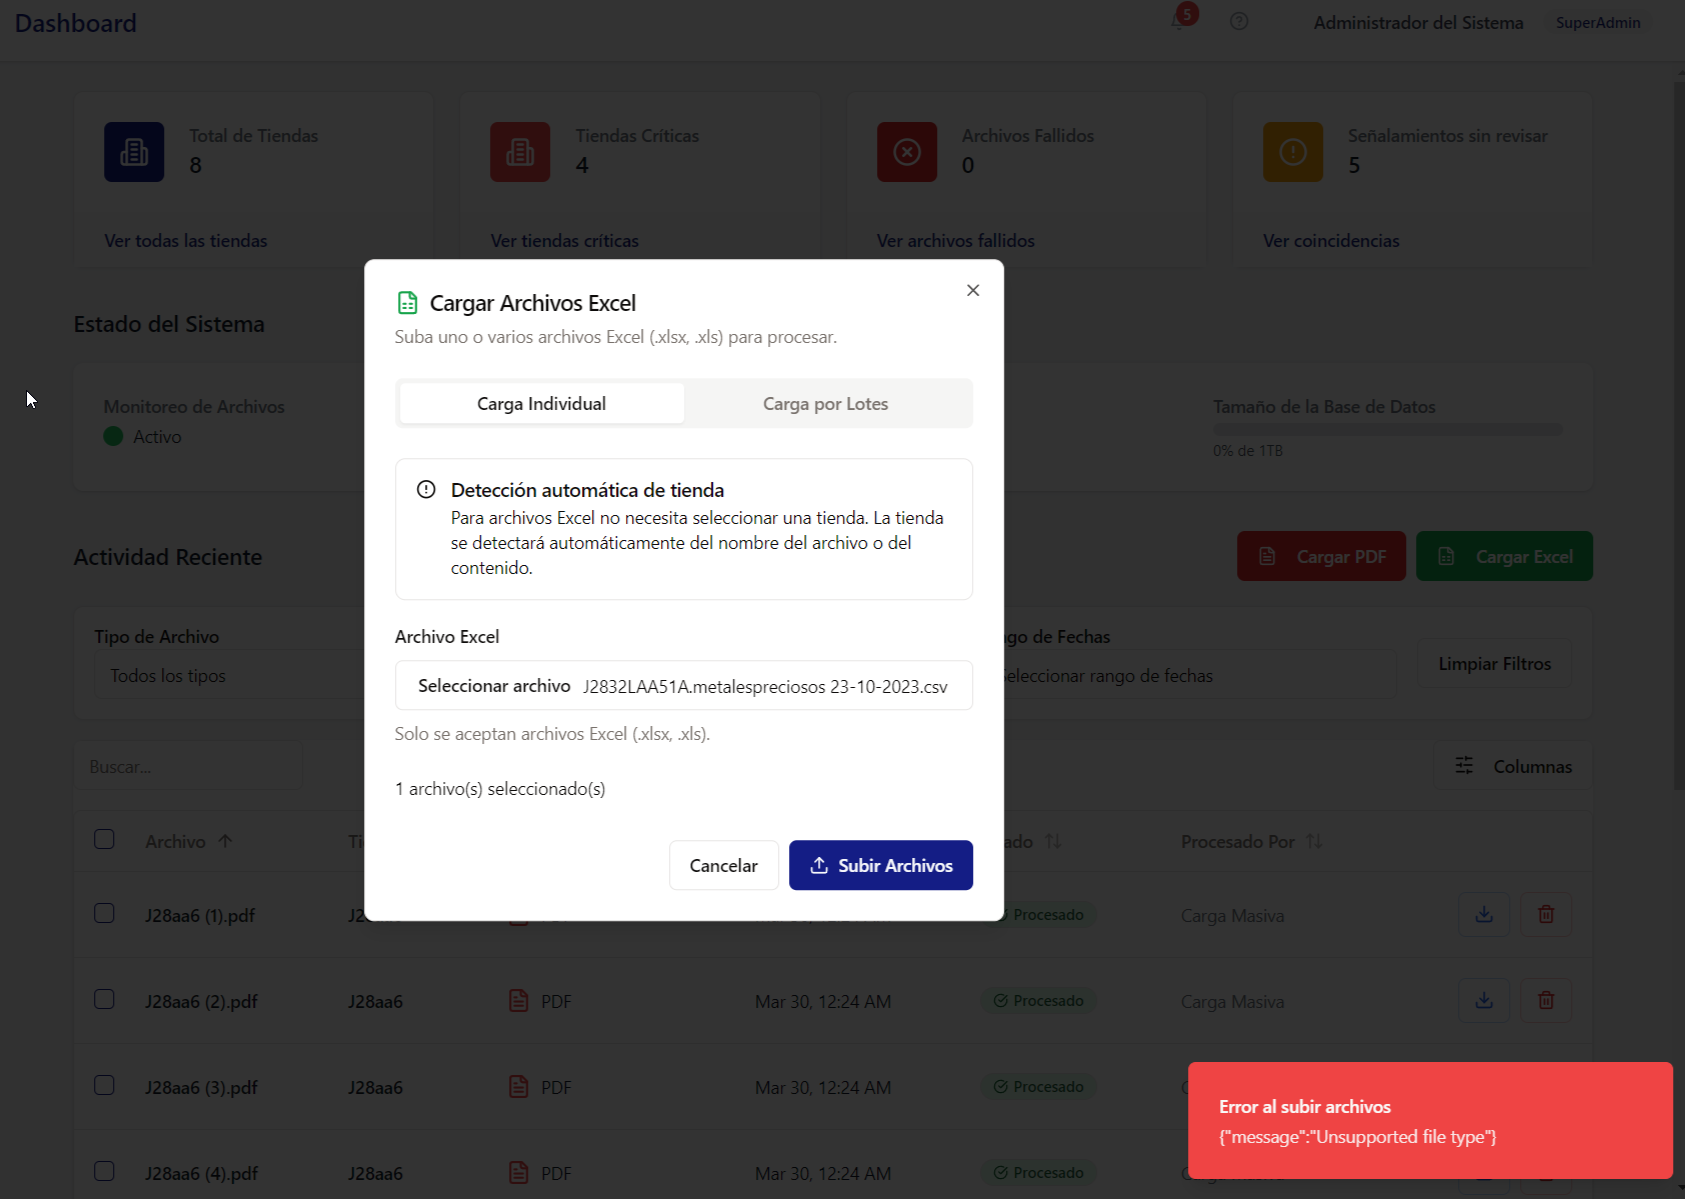 Dashboard
5
Administrador del Sistema
SuperAdmin
Total de Tiendas
8
Ver todas las tiendas
Tiendas Críticas
4
Ver tiendas críticas
Archivos Fallidos
0
Ver archivos fallidos
Señalamientos sin revisar
5
Ver coincidencias
Estado del Sistema
Monitoreo de Archivos
Activo
Tamaño de la Base de Datos
0% de 1TB
Cargar Archivos Excel
Suba uno o varios archivos Excel (.xlsx, .xls) para procesar.
Carga Individual
Carga por Lotes
Detección automática de tienda
Para archivos Excel no necesita seleccionar una tienda. La tienda
se detectará automáticamente del nombre del archivo o del
contenido.
Archivo Excel
Seleccionar archivo J2832LAA51A.metalespreciosos 23-10-2023.csv
Solo se aceptan archivos Excel (.xlsx, .xls).
1 archivo(s) seleccionado(s)
Cancelar
Subir Archivos
Actividad Reciente
Cargar PDF
Cargar Excel
Tipo de Archivo
Todos los tipos
de Fechas
eleccionar rango de fechas
Limpiar Filtros
Buscar...
Columnas
Archivo
Procesado Por
J28aa6 (1).pdf
Procesado
Carga Masiva
J28aa6 (2).pdf
J28aa6
PDF
Mar 30, 12:24 AM
Procesado
Carga Masiva
J28aa6 (3).pdf
J28aa6
PDF
Mar 30, 12:24 AM
Procesado
J28aa6 (4).pdf
J28aa6
PDF
Mar 30, 12:24 AM
Procesado
Error al subir archivos
{"message":"Unsupported file type"}